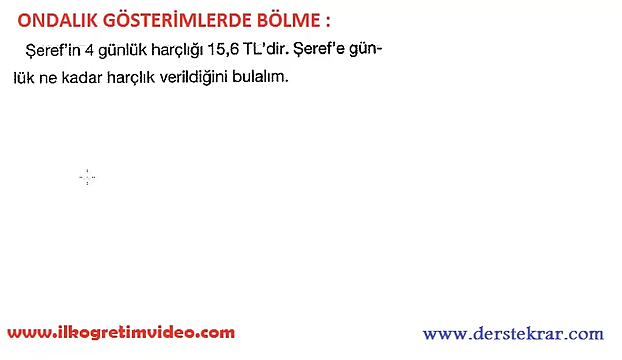 ONDALIK GÖSTERİMLERDE BÖLME :
Şeref'in 4 günlük harçlığı 15,6 TL'dir. Şeref'e gün-
lük ne kadar harçlık verildiğini bulalım.
www.ilkogretimvideo.com
www.derstekrar.com